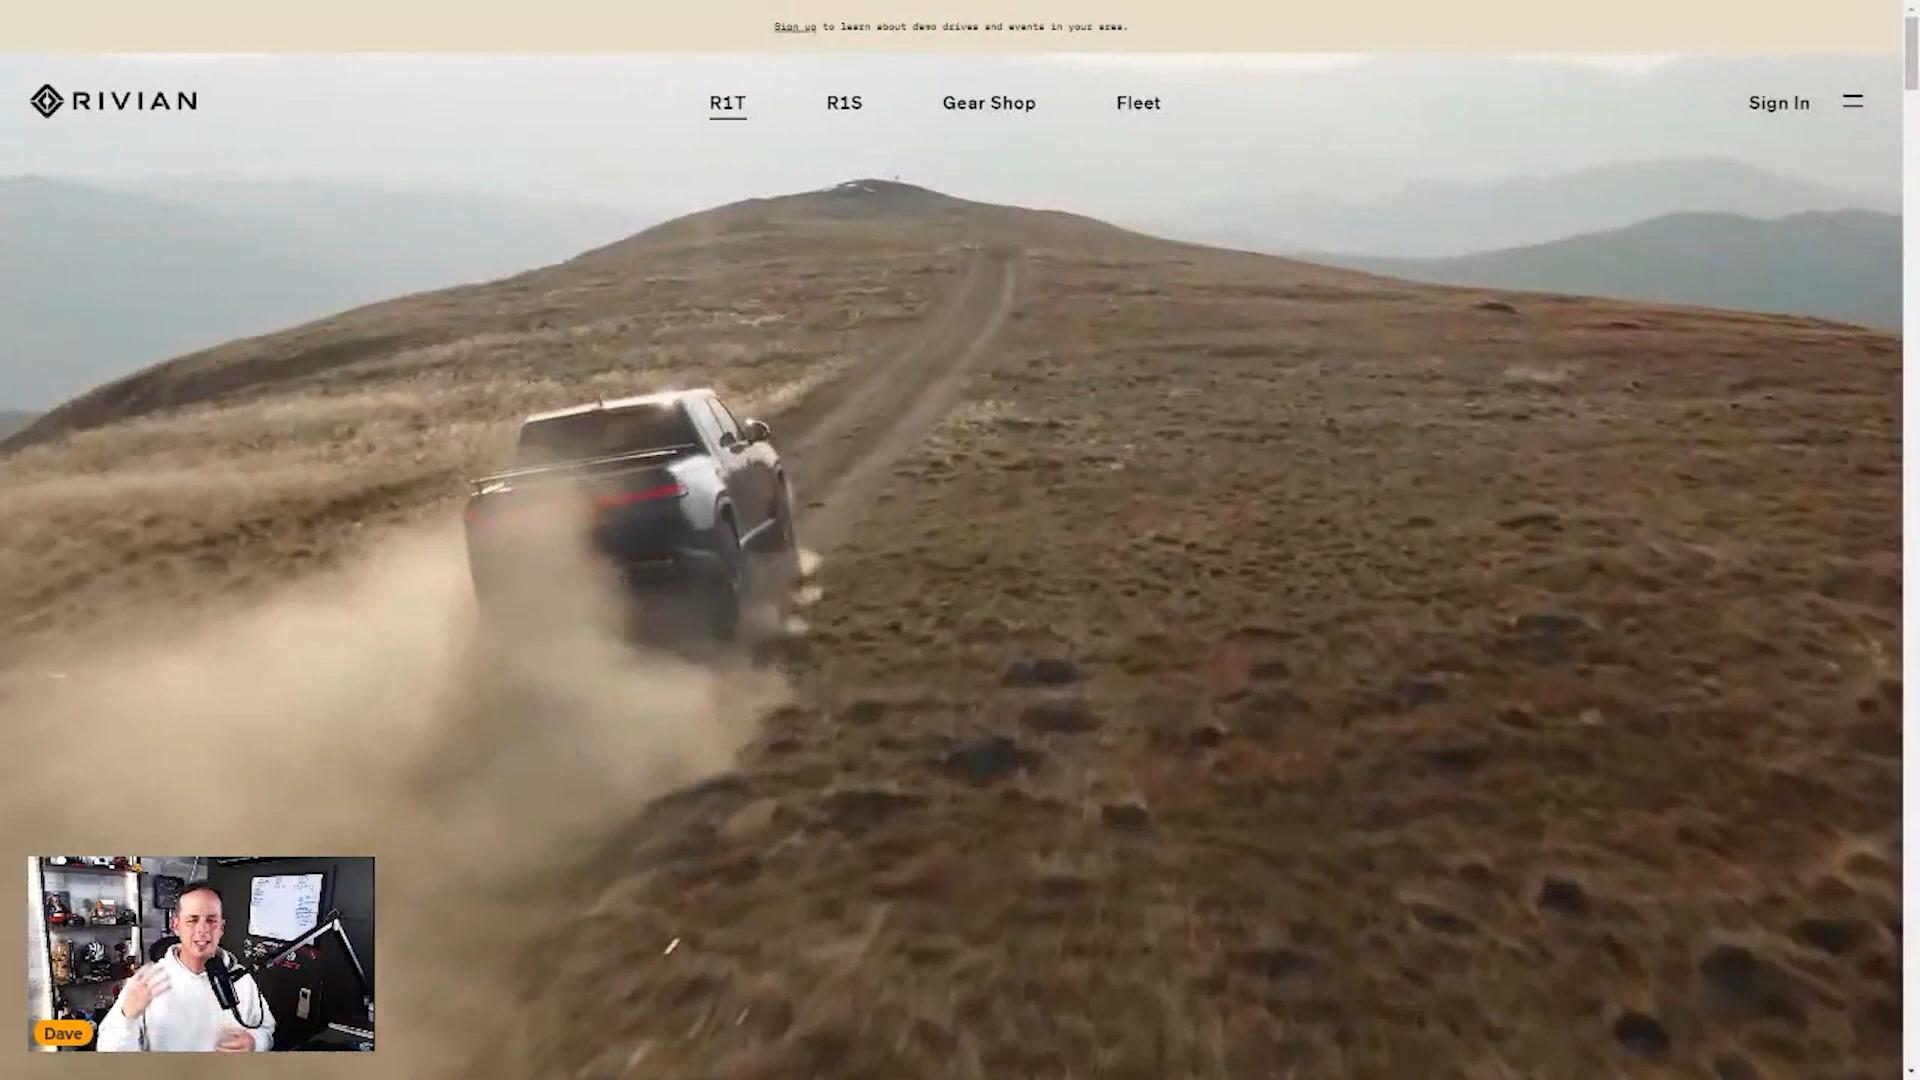 Sign up to learn about demo drives and events in your area.
RIVIAN
R1T
R1S
Gear Shop
Fleet
Sign In
Dave